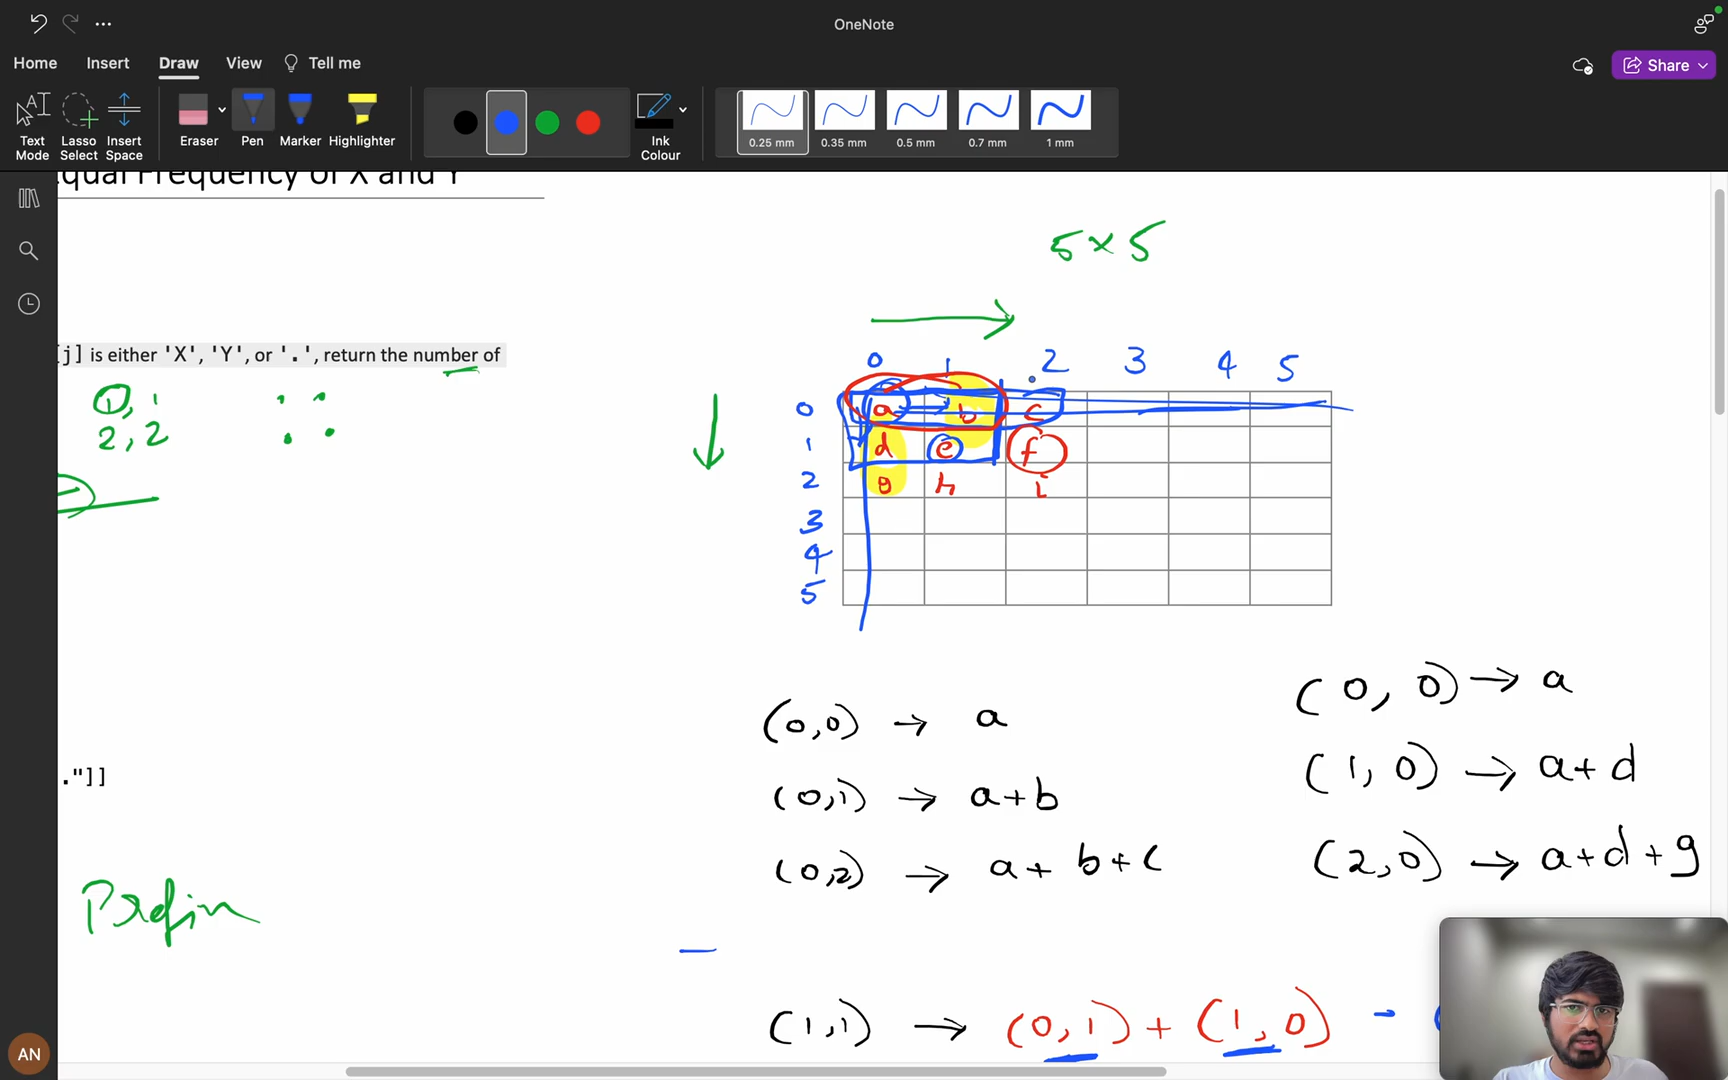 OneNote
Home Insert Draw View Tell me
Share
Text Mode
Lasso Select
Insert Space
Eraser
Pen
Marker
Highlighter
Ink Colour
0.25 mm
0.35 mm
0.5 mm
0.7 mm
1 mm
qual Frequency of X and Y
5 × 5
[j] is either 'X', 'Y', or '.', return the number of
1, 1
2, 2
0 1 2 3 4 5
0 a b c
1 d e f
2 g h i
3
4
5
(0,0) → a
(0,1) → a+b
(0,2) → a+ b+c
(0, 0) → a
(1, 0) → a+d
(2,0) → a+d+g
."]]
Prefix
(1,1) → (0,1) + (1,0) -
AN